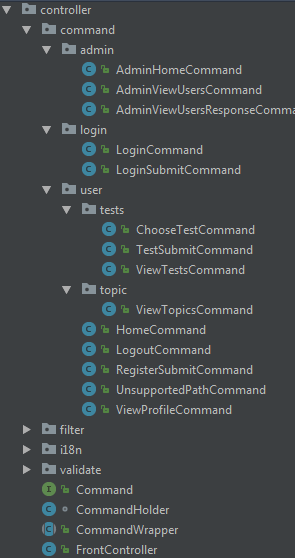 controller
command
admin
AdminHomeCommand
AdminViewUsersCommand
AdminViewUsersResponseComma
login
LoginCommand
LoginSubmitCommand
user
tests
ChooseTestCommand
TestSubmitCommand
ViewTestsCommand
topic
ViewTopicsCommand
HomeCommand
LogoutCommand
RegisterSubmitCommand
UnsupportedPathCommand
ViewProfileCommand
filter
i18n
validate
Command
CommandHolder
CommandWrapper
FrontController